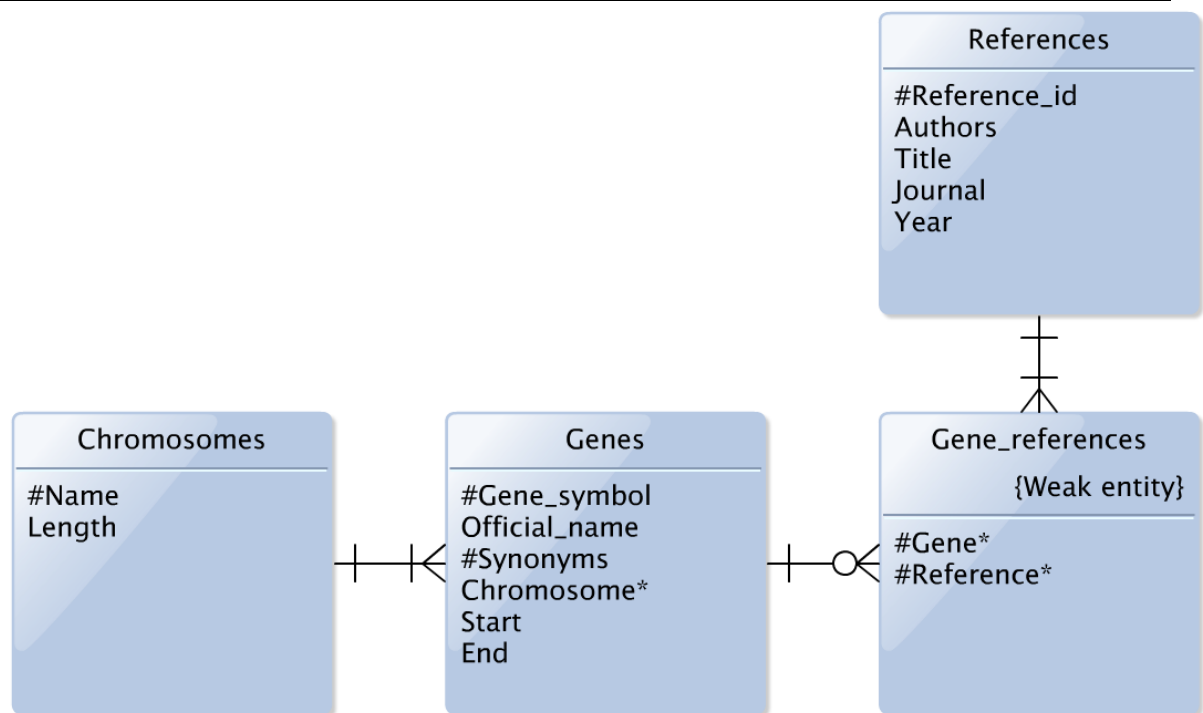 References
#Reference_id
Authors
Title
Journal
Year
Chromosomes
#Name
Length
Genes
#Gene_symbol
Official_name
#Synonyms
Chromosome*
Start
End
Gene_references
{Weak entity}
#Gene*
#Reference*